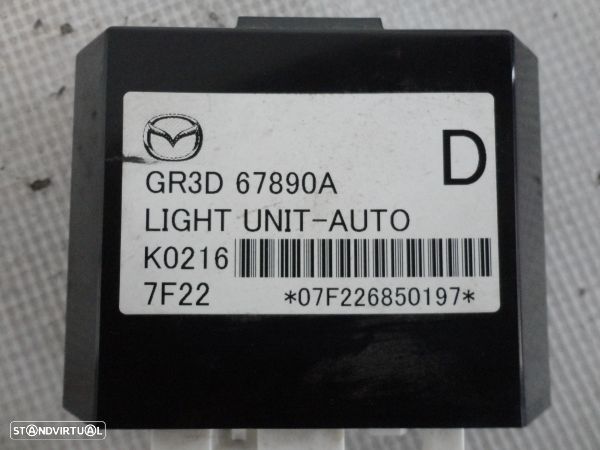 D
GR3D 67890A
LIGHT UNIT-AUTO
K0216
7F22 *07F226850197*
STANDVIRTUAL